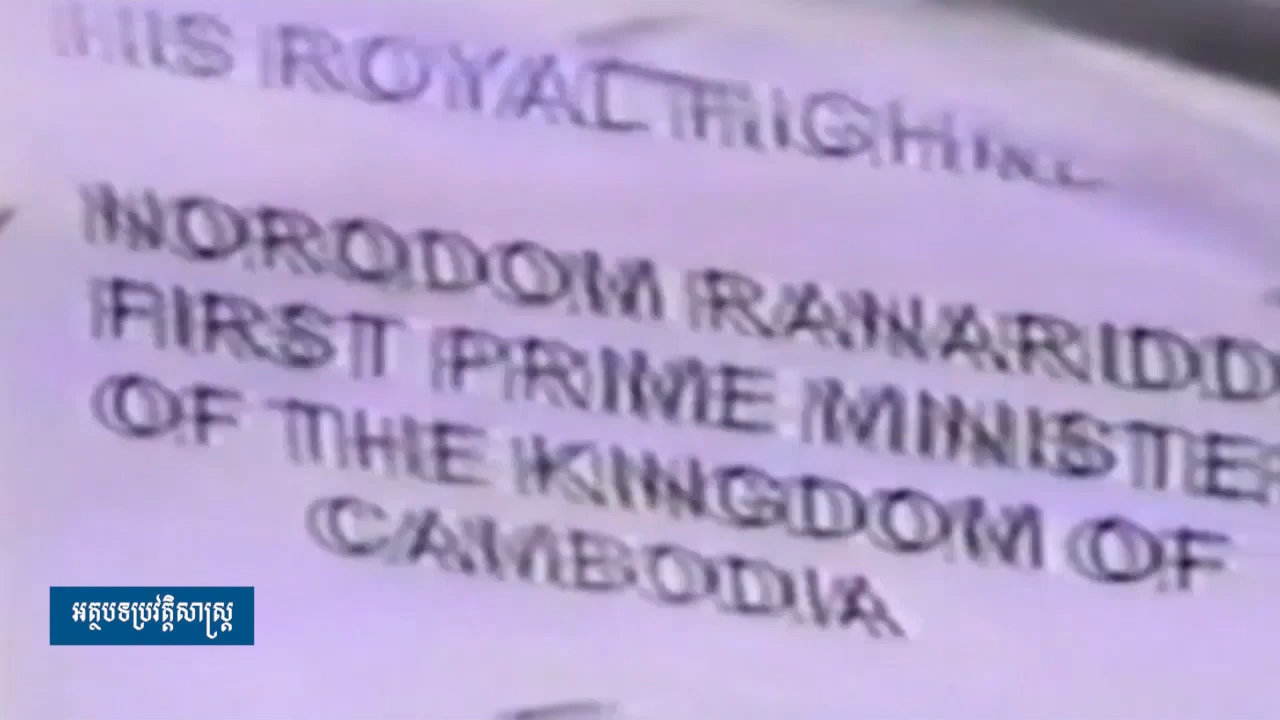 HIS ROYAL HIGHNE
NORODOM RANARIDD
FIRST PRIME MINISTE
OF THE KINGDOM OF
CAMBODIA
អត្ថបទប្រវត្តិសាស្ត្រ